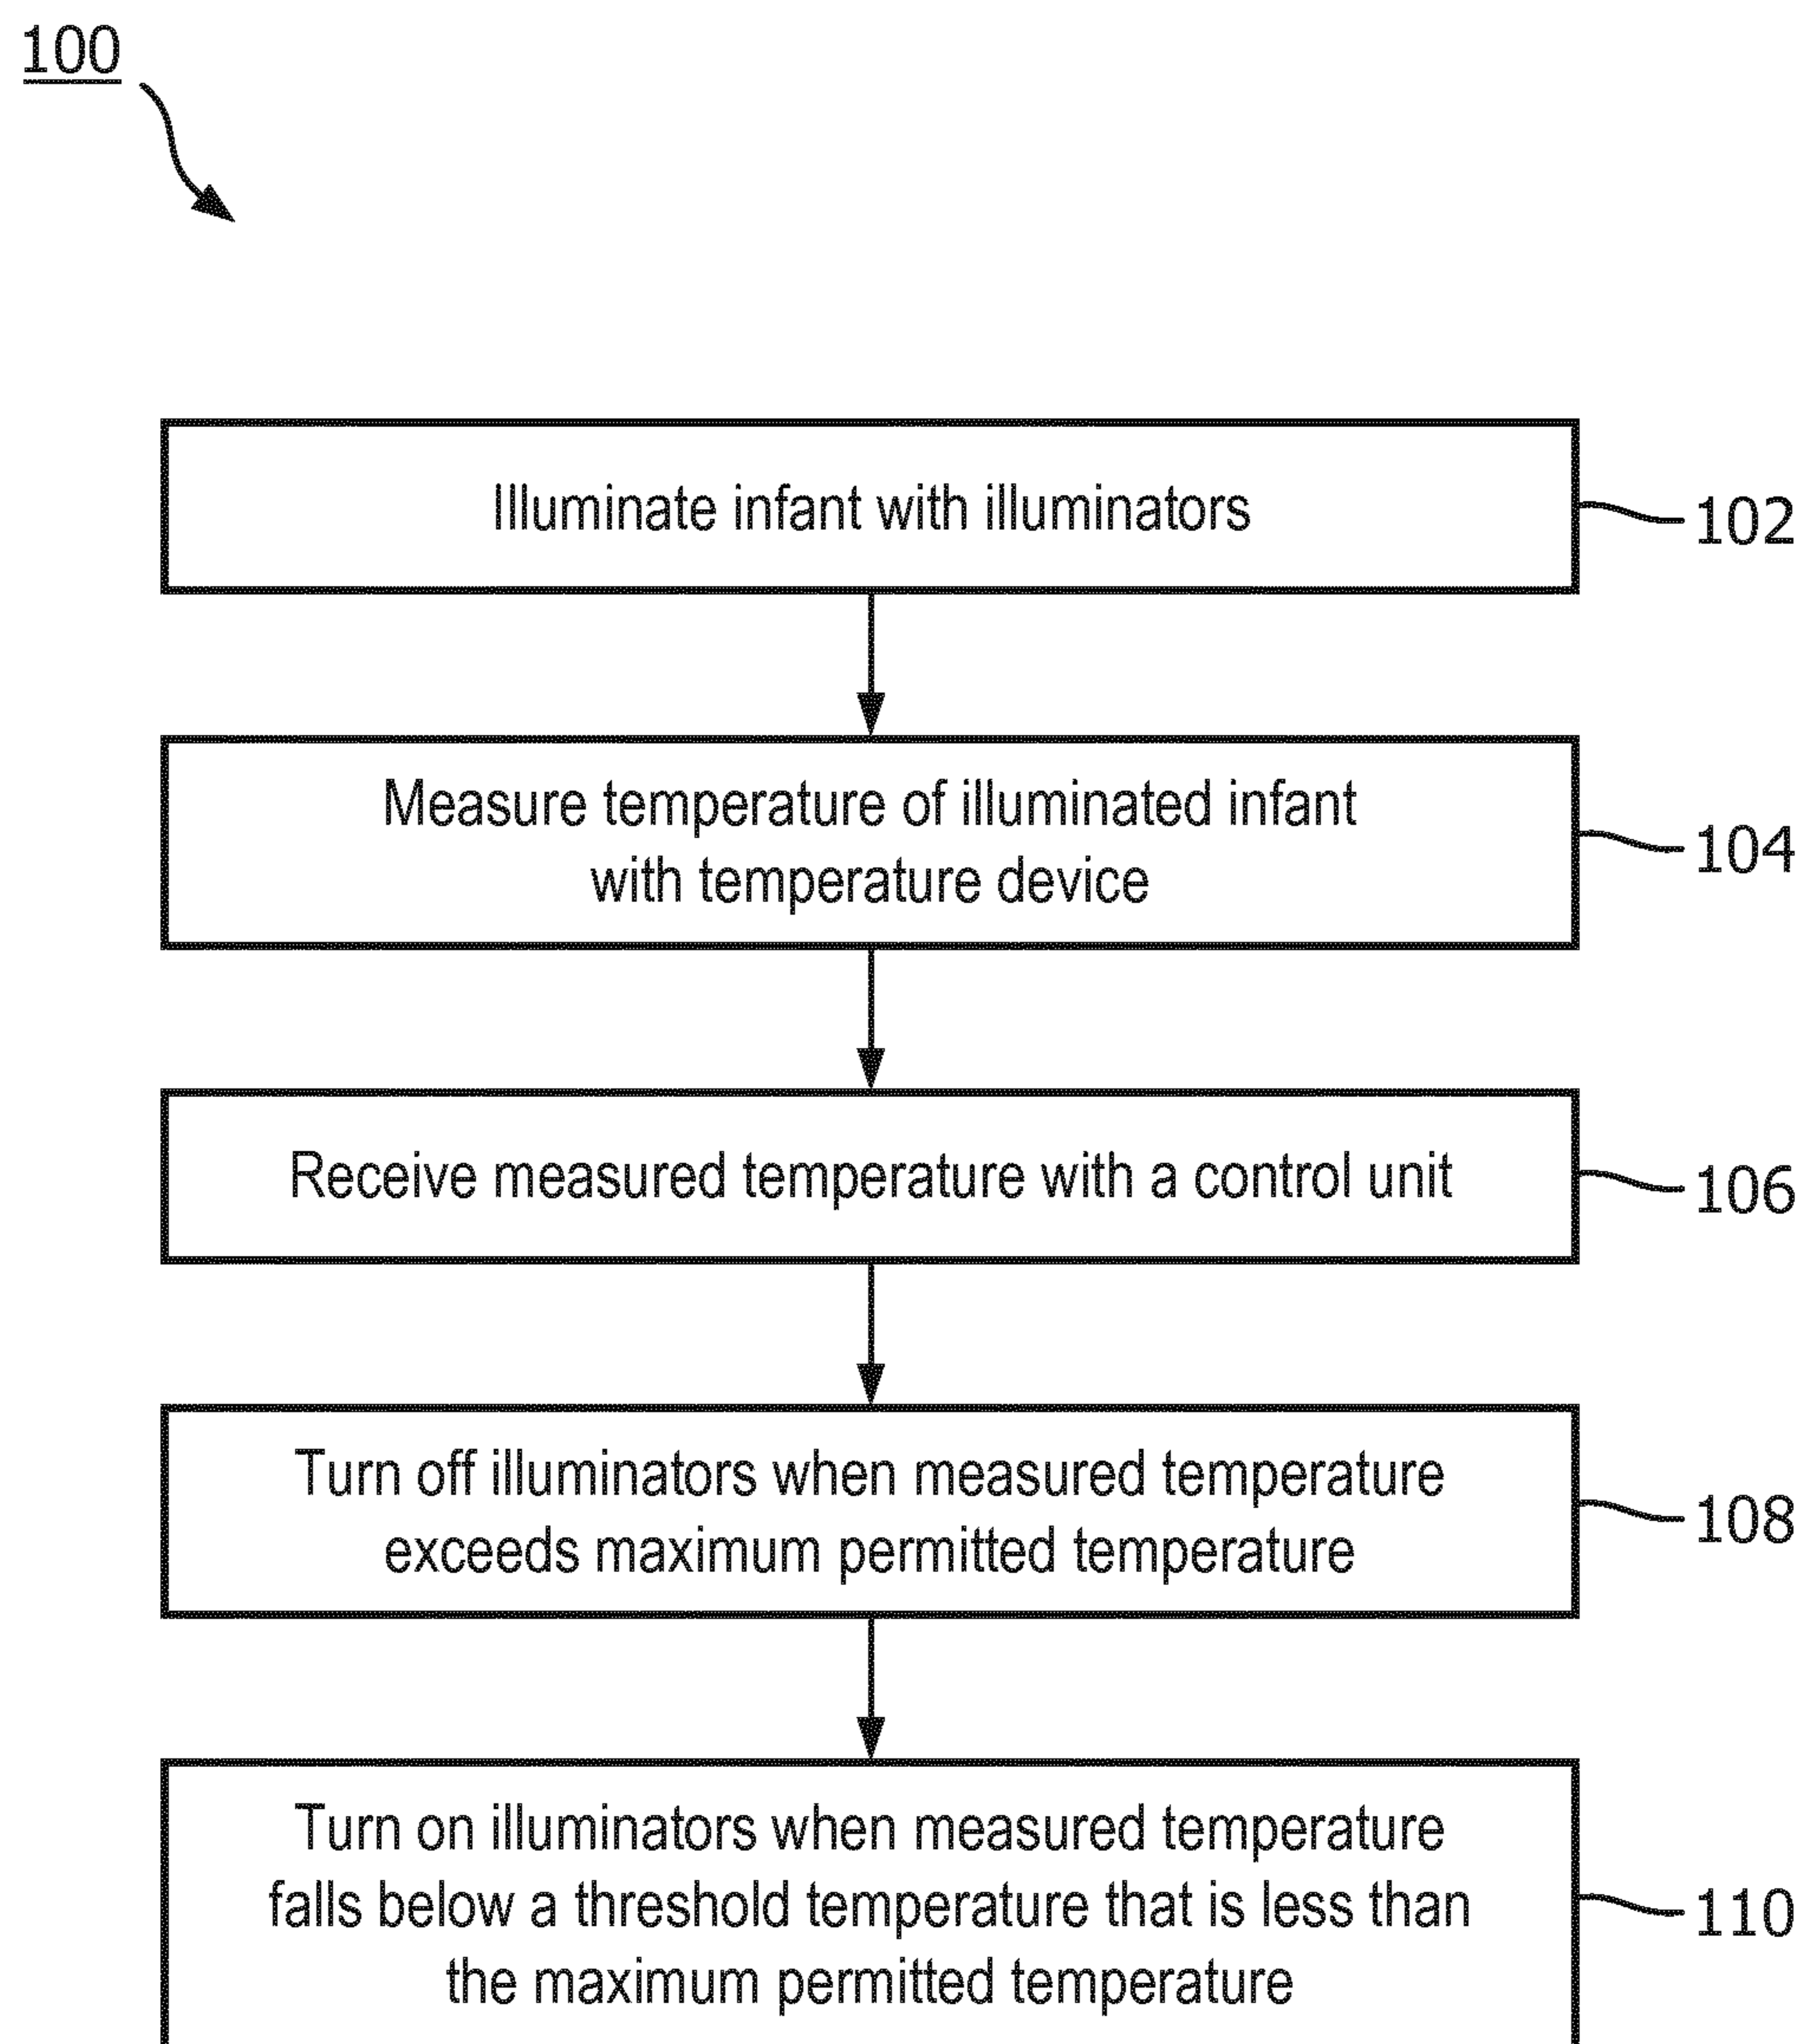 100
Illuminate infant with illuminators
102
Measure temperature of illuminated infant
with temperature device
104
Receive measured temperature with a control unit
106
Turn off illuminators when measured temperature
exceeds maximum permitted temperature
108
Turn on illuminators when measured temperature
falls below a threshold temperature that is less than
the maximum permitted temperature
110